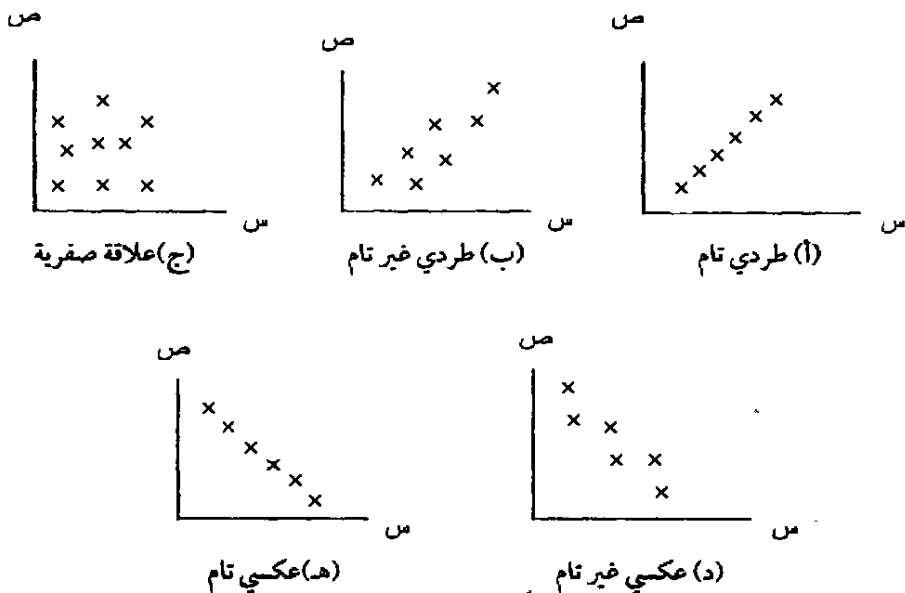 ص
س
(أ) طردي تام
ص
س
(ب) طردي غير تام
ص
س
(ج)علاقة صفرية
ص
س
(د) عكسي غير تام
ص
س
(هـ)عكسي تام